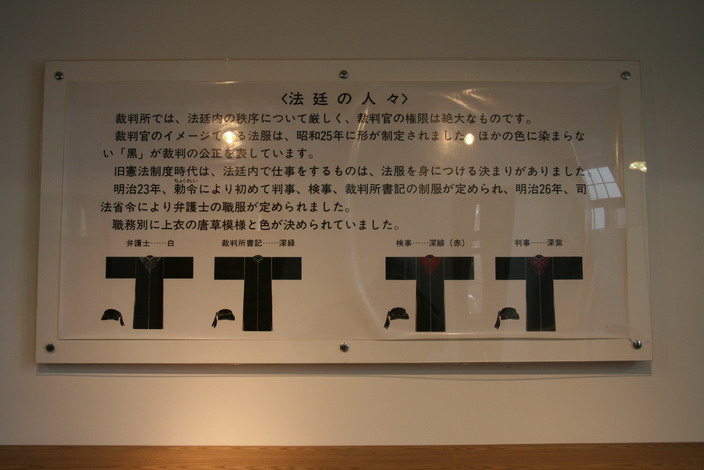 〈法廷の人々〉
裁判所では、法廷内の秩序について厳しく、裁判官の権限は絶大なものです。
裁判官のイメージである法服は、昭和25年に形が制定されました。ほかの色に染まらな
い「黒」が裁判の公正を表しています。
旧憲法制度時代は、法廷内で仕事をするものは、法服を身につける決まりがありました。
ちょくれい
明治23年、勅令により初めて判事、検事、裁判所書記の制服が定められ、明治26年、司
法省令により弁護士の職服が定められました。
職務別に上衣の唐草模様と色が決められていました。
弁護士……白 裁判所書記……深緑 検事……深緋（赤） 判事……深紫